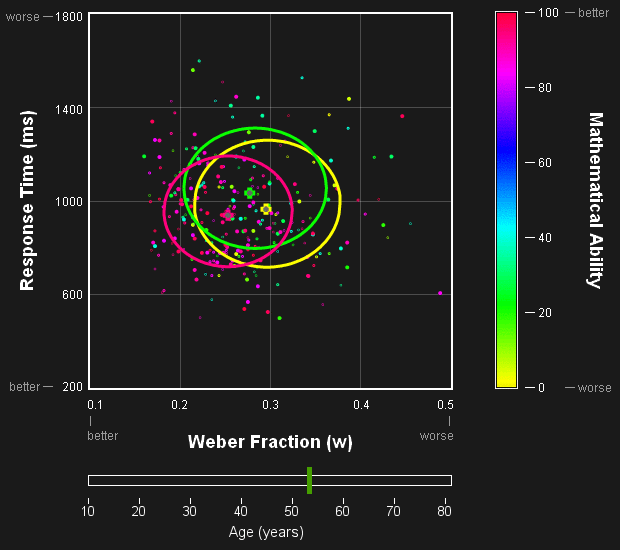 worse
1800
1400
1000
600
better
200
Response Time (ms)
0.1
0.2
0.3
0.4
0.5
better
worse
Weber Fraction (w)
10
20
30
40
50
60
70
80
Age (years)
100
better
80
60
40
20
0
worse
Mathematical Ability